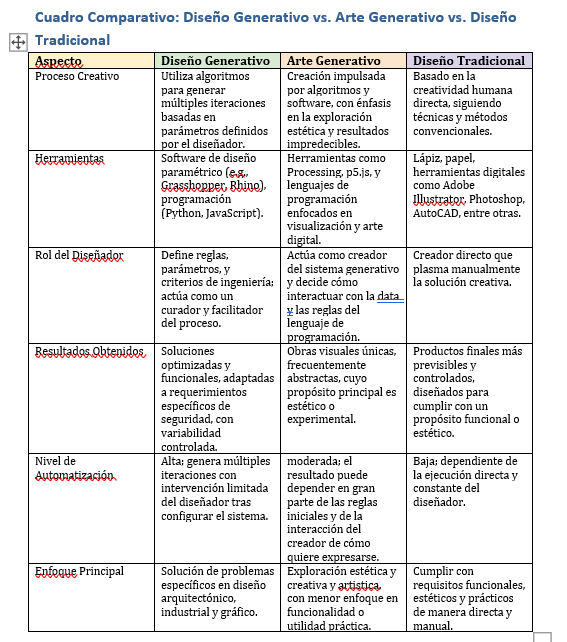 Cuadro Comparativo: Diseño Generativo vs. Arte Generativo vs. Diseño
Tradicional
Aspecto
Diseño Generativo
Arte Generativo
Diseño Tradicional
Proceso Creativo
Utiliza algoritmos
para generar
múltiples iteraciones
basadas en
parámetros definidos
por el diseñador.
Creación impulsada
por algoritmos y
software, con énfasis
en la exploración
estética y resultados
impredecibles.
Basado en la
creatividad humana
directa, siguiendo
técnicas y métodos
convencionales.
Herramientas
Software de diseño
paramétrico (e.g.,
Grasshopper, Rhino),
programación
(Python, JavaScript).
Herramientas como
Processing, p5.js, y
lenguajes de
programación
enfocados en
visualización y arte
digital.
Lápiz, papel,
herramientas digitales
como Adobe
Illustrator, Photoshop,
AutoCAD, entre otras.
Rol del Diseñador
Define reglas,
parámetros, y
criterios de ingeniería;
actúa como un
curador y facilitador
del proceso.
Actúa como creador
del sistema generativo
y decide cómo
interactuar con la data
y las reglas del
lenguaje de
programación.
Creador directo que
plasma manualmente
la solución creativa.
Resultados Obtenidos
Soluciones
optimizadas y
funcionales, adaptadas
a requerimientos
específicos de
seguridad, con
variabilidad
controlada.
Obras visuales únicas,
frecuentemente
abstractas, cuyo
propósito principal es
estético o
experimental.
Productos finales más
previsibles y
controlados,
diseñados para
cumplir con un
propósito funcional o
estético.
Nivel de
Automatización
Alta; genera múltiples
iteraciones con
intervención limitada
del diseñador tras
configurar el sistema.
moderada; el
resultado puede
depender en gran
parte de las reglas
iniciales y de la
interacción del
creador de cómo
quiere expresarse.
Baja; dependiente de
la ejecución directa y
constante del
diseñador.
Enfoque Principal
Solución de problemas
específicos en diseño
arquitectónico,
industrial y gráfico.
Exploración estética y
creativa y artistica,
con menor enfoque en
funcionalidad o
utilidad práctica.
Cumplir con
requisitos funcionales,
estéticos y prácticos
de manera directa y
manual.